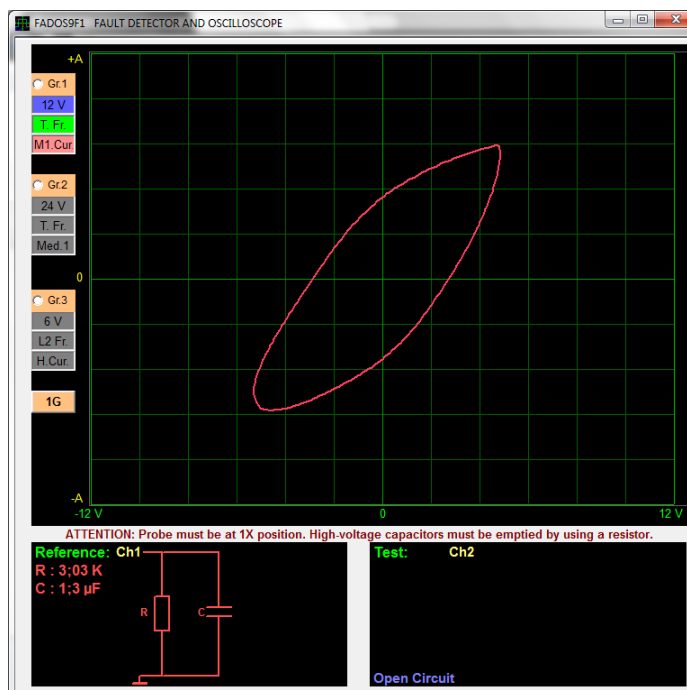 FADOS9F1 FAULT DETECTOR AND OSCILLOSCOPE
+A
Gr.1
12 V
T. Fr.
M1.Cur.
Gr.2
24 V
T. Fr.
Med.1
0
Gr.3
6 V
L2 Fr.
H.Cur.
1G
-A
-12 V
0
12 V
ATTENTION: Probe must be at 1X position. High-voltage capacitors must be emptied by using a resistor.
Reference: Ch1
R : 3;03 K
C : 1;3 µF
R
C
Test: Ch2
Open Circuit